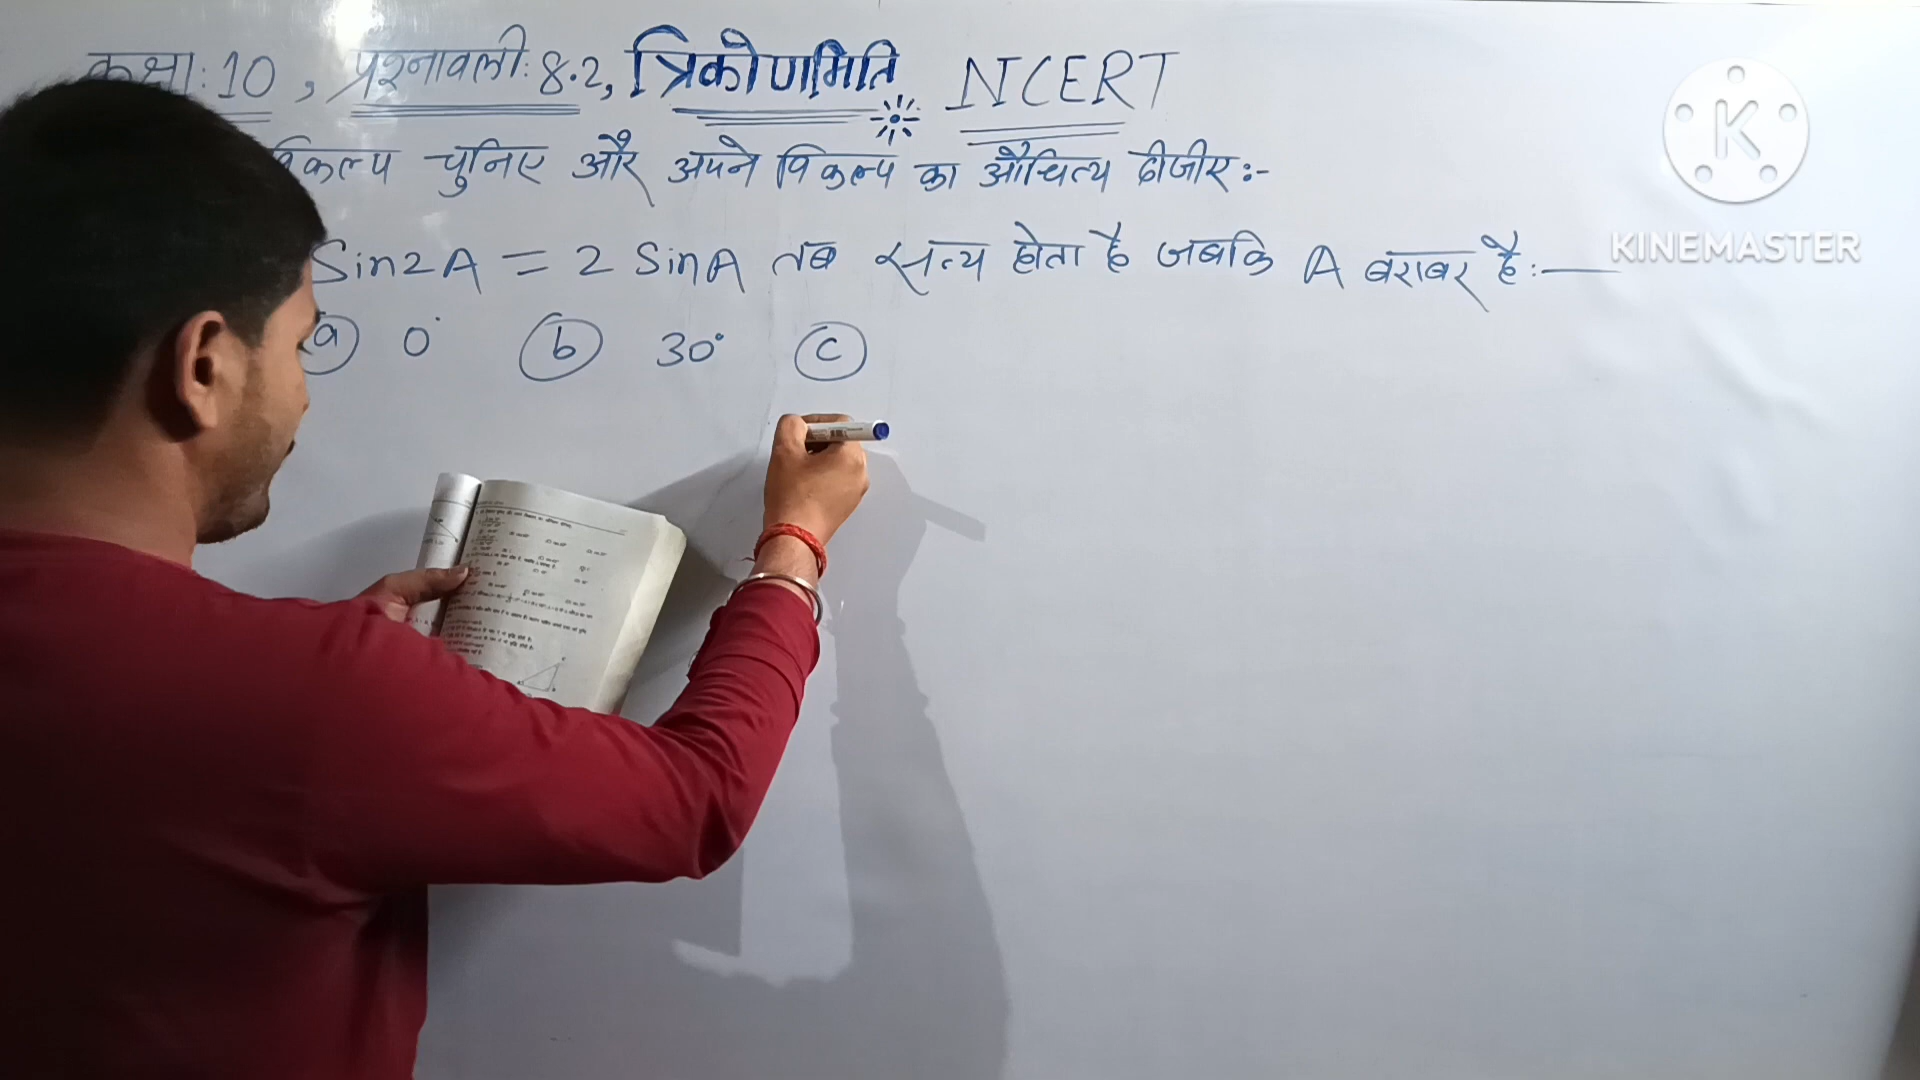 कक्षा: 10, प्रश्नावली: 8.2, त्रिकोणमिति NCERT
विकल्प चुनिए और अपने विकल्प का औचित्य दीजीए:-
Sin2A = 2 SinA तब सत्य होता है जबकि A बराबर है:—
(a) 0° (b) 30° (c)
K
KINEMASTER